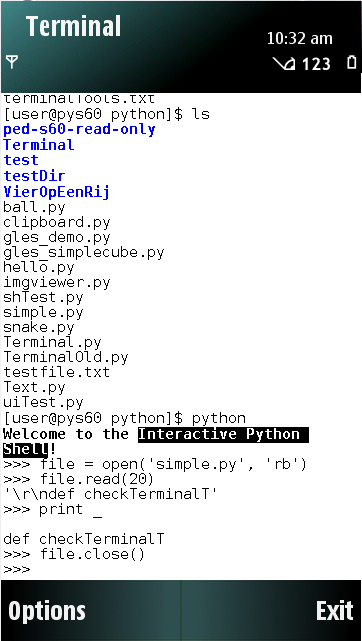 Terminal
10:32 am
123
terminalTools.txt
[user@pys60 python]$ ls
ped-s60-read-only
Terminal
test
testDir
VierOpEenRij
ball.py
clipboard.py
gles_demo.py
gles_simplecube.py
hello.py
imgviewer.py
shTest.py
simple.py
snake.py
Terminal.py
TerminalOld.py
testfile.txt
Text.py
uiTest.py
[user@pys60 python]$ python
Welcome to the Interactive Python
Shell!
>>> file = open('simple.py', 'rb')
>>> file.read(20)
'\r\ndef checkTerminalT'
>>> print _

def checkTerminalT
>>> file.close()
>>>
Options Exit